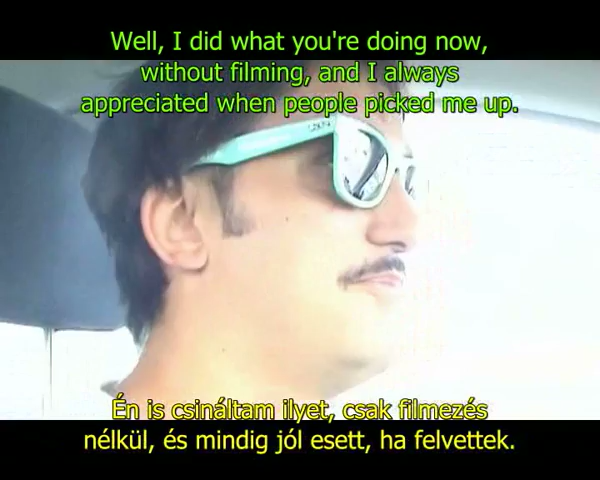 Well, I did what you're doing now,
without filming, and I always
appreciated when people picked me up.
Én is csináltam ilyet, csak filmezés
nélkül, és mindig jól esett, ha felvettek.